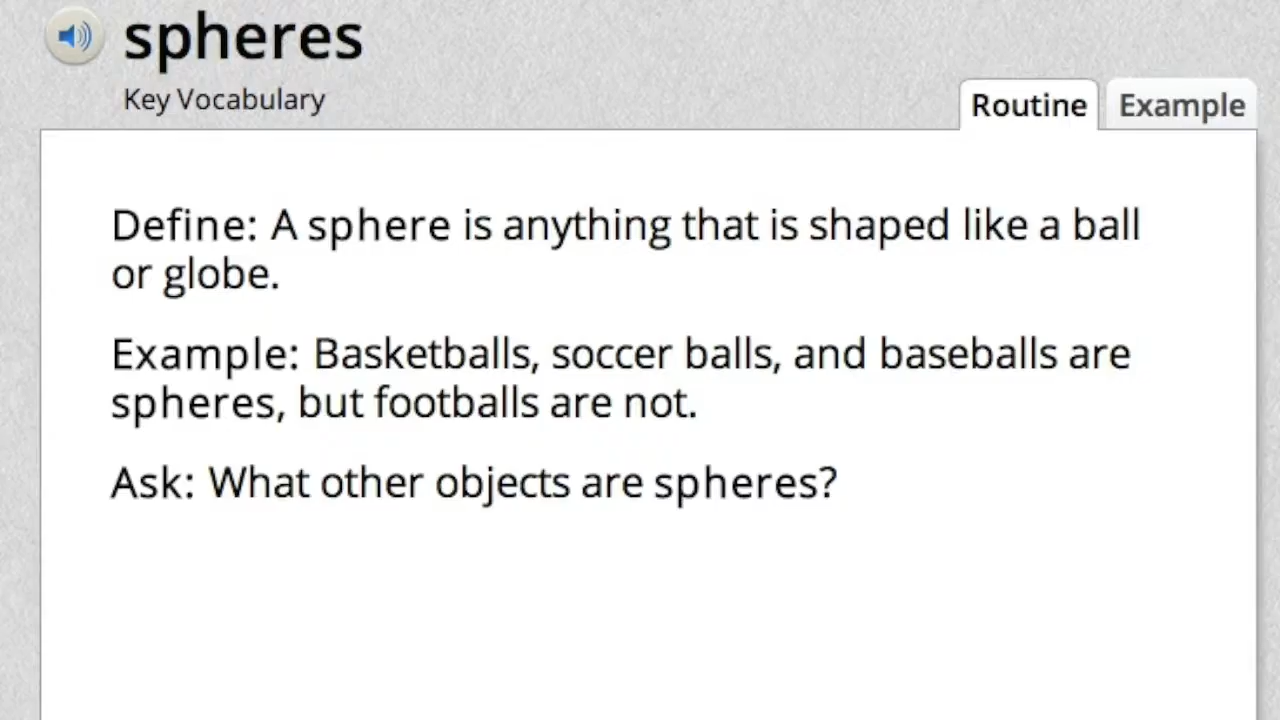 spheres
Key Vocabulary
Routine
Example
Define: A sphere is anything that is shaped like a ball
or globe.
Example: Basketballs, soccer balls, and baseballs are
spheres, but footballs are not.
Ask: What other objects are spheres?